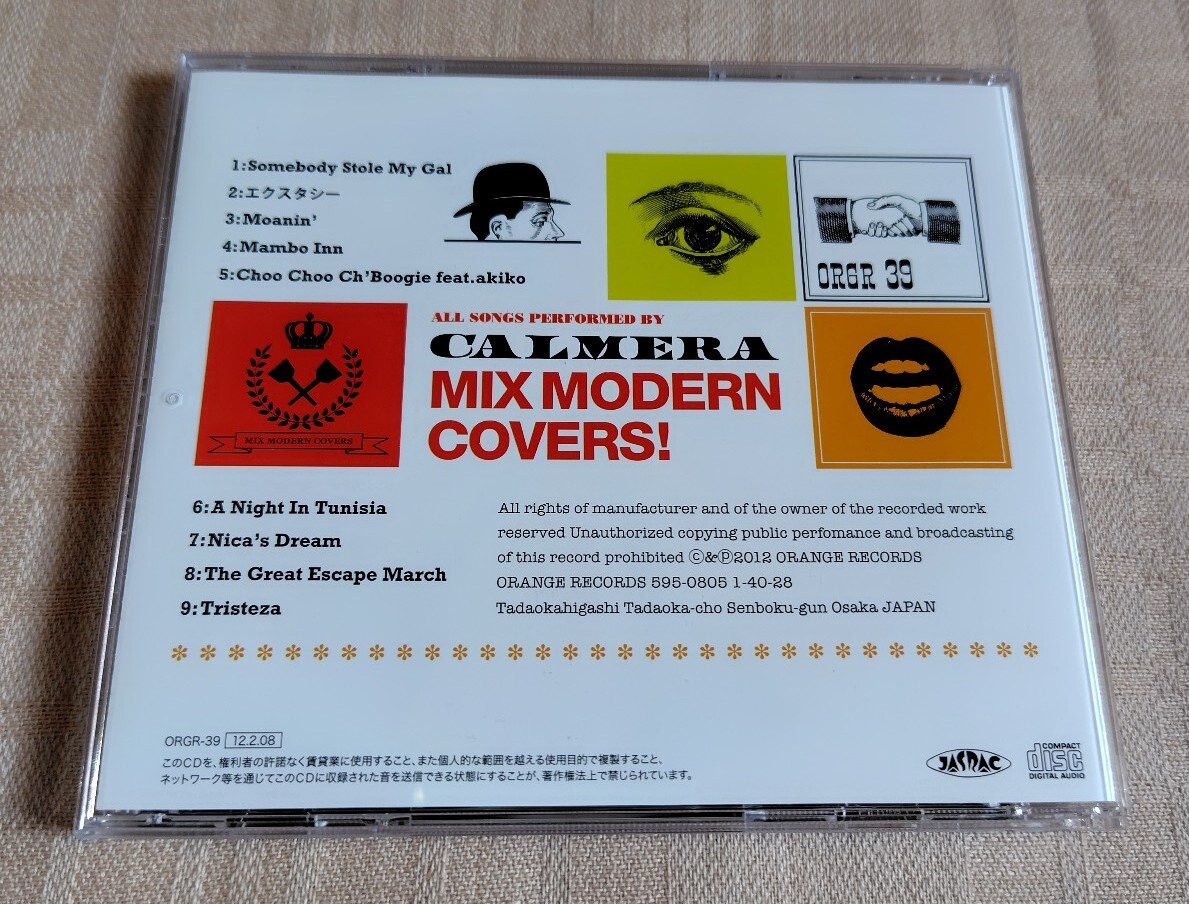 1:Somebody Stole My Gal
2:エクスタシー
3:Moanin'
4:Mambo Inn
5:Choo Choo Ch'Boogie feat.akiko
ORGR 39
MIX MODERN COVERS
ALL SONGS PERFORMED BY
CALMERA
MIX MODERN
COVERS!
6:A Night In Tunisia
7:Nica's Dream
8:The Great Escape March
9:Tristeza
All rights of manufacturer and of the owner of the recorded work
reserved Unauthorized copying public perfomance and broadcasting
of this record prohibited ⓒ&Ⓟ2012 ORANGE RECORDS
ORANGE RECORDS 595-0805 1-40-28
Tadaokahigashi Tadaoka-cho Senboku-gun Osaka JAPAN
✼ ✼ ✼ ✼ ✼ ✼ ✼ ✼ ✼ ✼ ✼ ✼ ✼ ✼ ✼ ✼ ✼ ✼ ✼ ✼ ✼ ✼ ✼ ✼ ✼ ✼ ✼ ✼ ✼ ✼ ✼
ORGR-39 12.2.08
このCDを、権利者の許諾なく賃貸業に使用すること、また個人的な範囲を越える使用目的で複製すること、
ネットワーク等を通じてこのCDに収録された音を送信できる状態にすることが、著作権法上で禁じられています。
JASRAC
COMPACT
disc
DIGITAL AUDIO